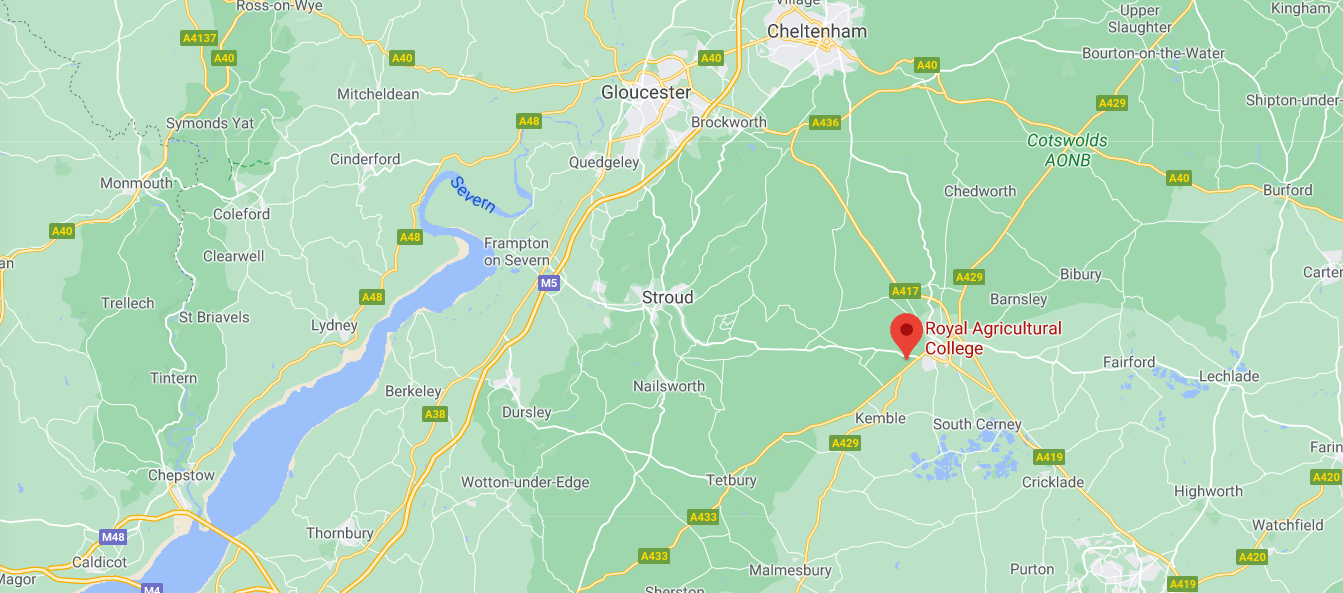 Ross-on-Wye
Village
Upper
Slaughter
Kingham
A4137
Cheltenham
A40
A40
A40
Bourton-on-the-Water
A40
Mitcheldean
Gloucester
A429
Shipton-under-
Symonds Yat
A48
Brockworth
A436
Cotswolds
AONB
Cinderford
Quedgeley
Monmouth
Severn
Chedworth
A40
Burford
Coleford
A40
A48
Frampton
on Severn
Clearwell
an
Bibury
Carter
A429
M5
A417
Trellech
A48
Stroud
Barnsley
St Briavels
Lydney
Royal Agricultural
College
Fairford
Tintern
Lechlade
Berkeley
Nailsworth
A38
Dursley
Kemble
South Cerney
A429
Farin
A419
Chepstow
Wotton-under-Edge
Tetbury
Cricklade
A420
Highworth
A433
Watchfield
Thornbury
M48
A433
A420
Caldicot
Malmesbury
Purton
Magor
M4
Sherston
A419